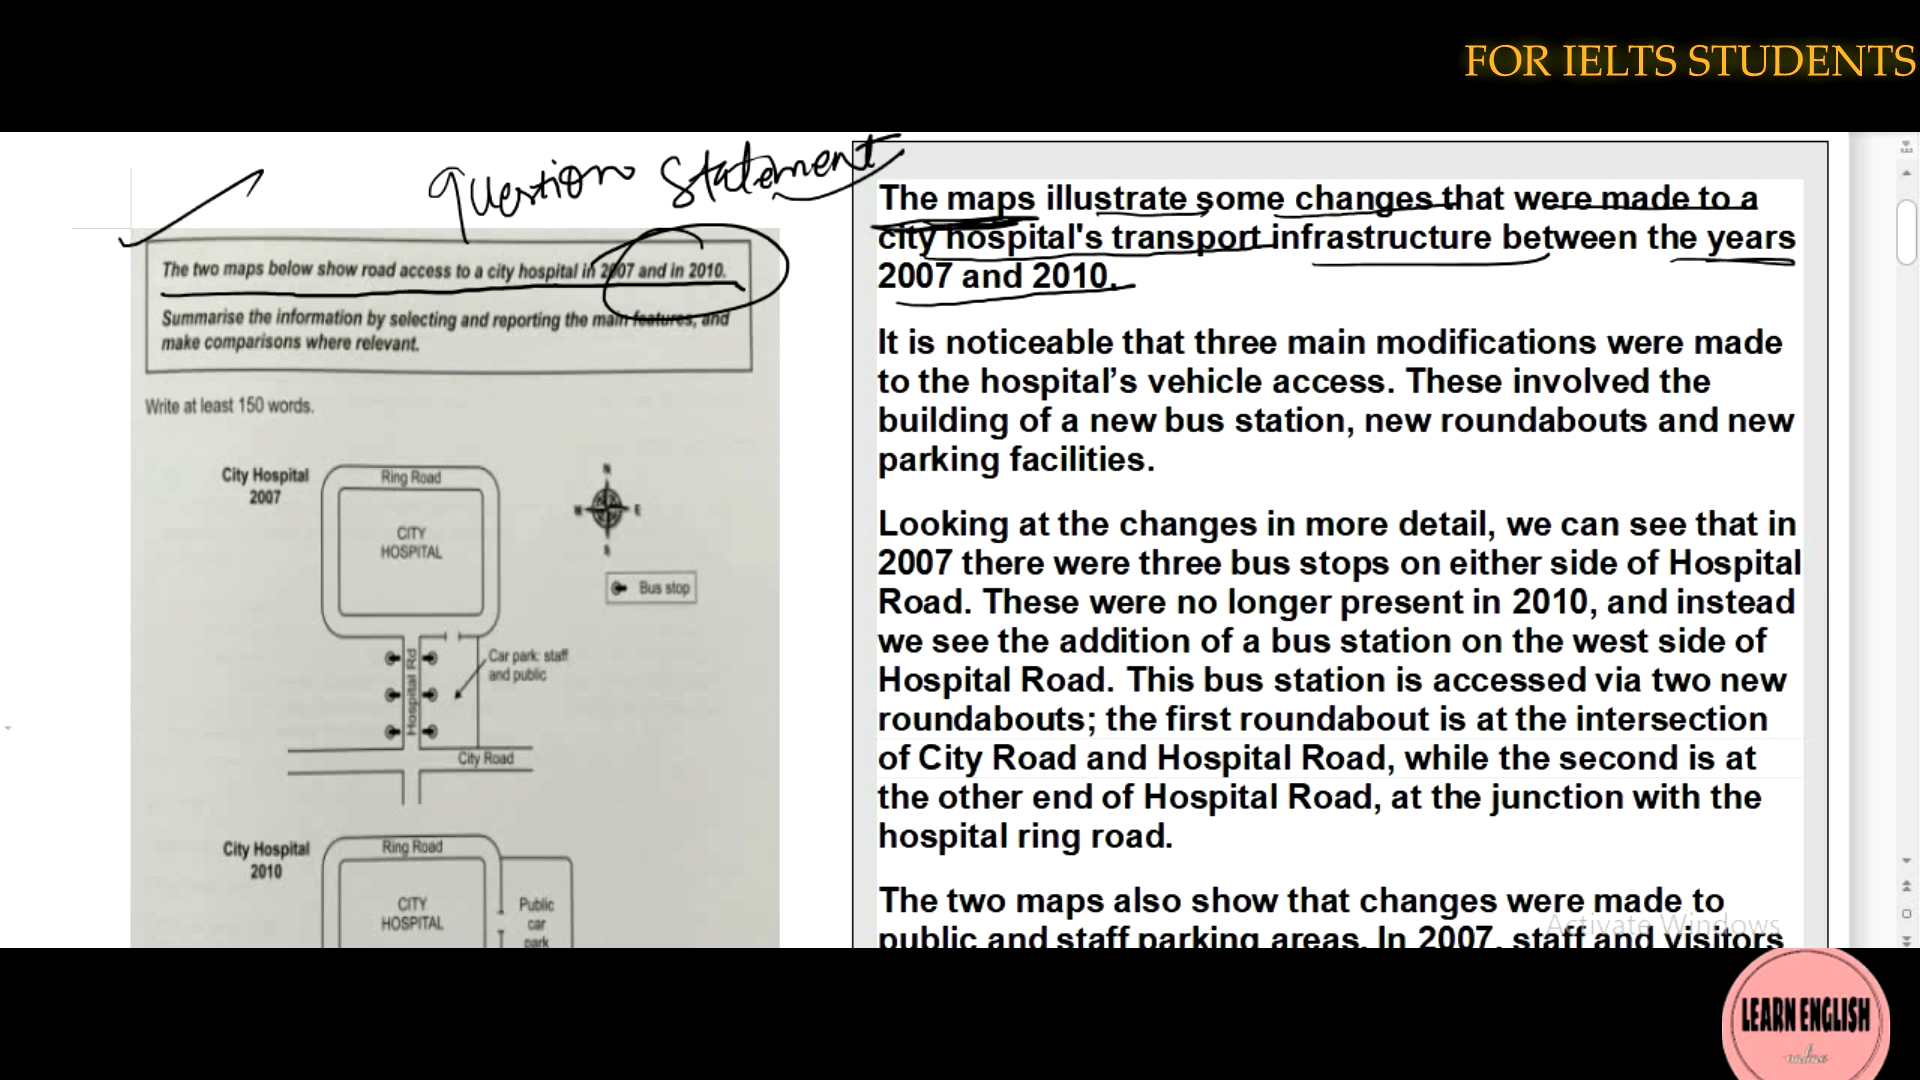 FOR IELTS STUDENTS
Question Statement
The two maps below show road access to a city hospital in 2007 and in 2010.
Summarise the information by selecting and reporting the main features, and
make comparisons where relevant.
Write at least 150 words.
City Hospital
2007
Ring Road
CITY
HOSPITAL
N
W
E
S
Bus stop
Hospital Rd
Car park: staff
and public
City Road
City Hospital
2010
Ring Road
CITY
HOSPITAL
Public
car
park
The maps illustrate some changes that were made to a
city hospital's transport infrastructure between the years
2007 and 2010.
It is noticeable that three main modifications were made
to the hospital’s vehicle access. These involved the
building of a new bus station, new roundabouts and new
parking facilities.
Looking at the changes in more detail, we can see that in
2007 there were three bus stops on either side of Hospital
Road. These were no longer present in 2010, and instead
we see the addition of a bus station on the west side of
Hospital Road. This bus station is accessed via two new
roundabouts; the first roundabout is at the intersection
of City Road and Hospital Road, while the second is at
the other end of Hospital Road, at the junction with the
hospital ring road.
The two maps also show that changes were made to
public and staff parking areas. In 2007, staff and visitors
Activate Windows
LEARN ENGLISH
online